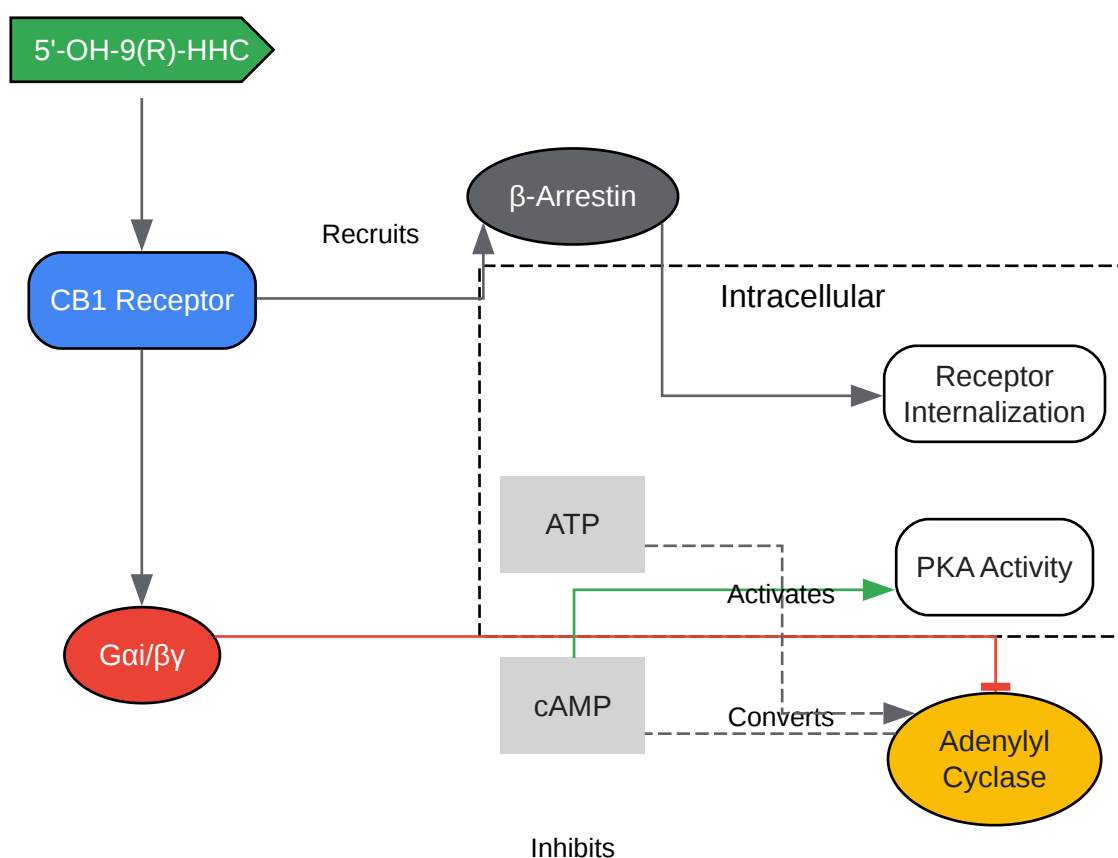 5'-OH-9(R)-HHC
β-Arrestin
Recruits
CB1 Receptor
Intracellular
Receptor
Internalization
ATP
PKA Activity
Activates
Gαi/βγ
cAMP
Converts
Adenylyl
Cyclase
Inhibits